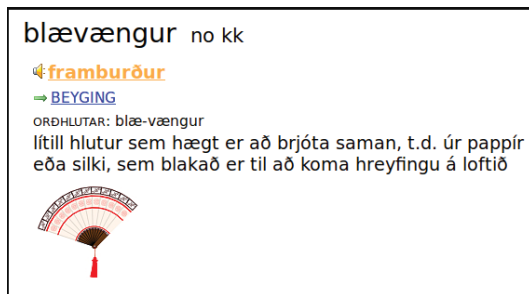 blævængur no kk
framburður
BEYGING
ORÐHLUTAR: blæ-vængur
lítill hlutur sem hægt er að brjóta saman, t.d. úr pappír
eða silki, sem blakað er til að koma hreyfingu á loftið